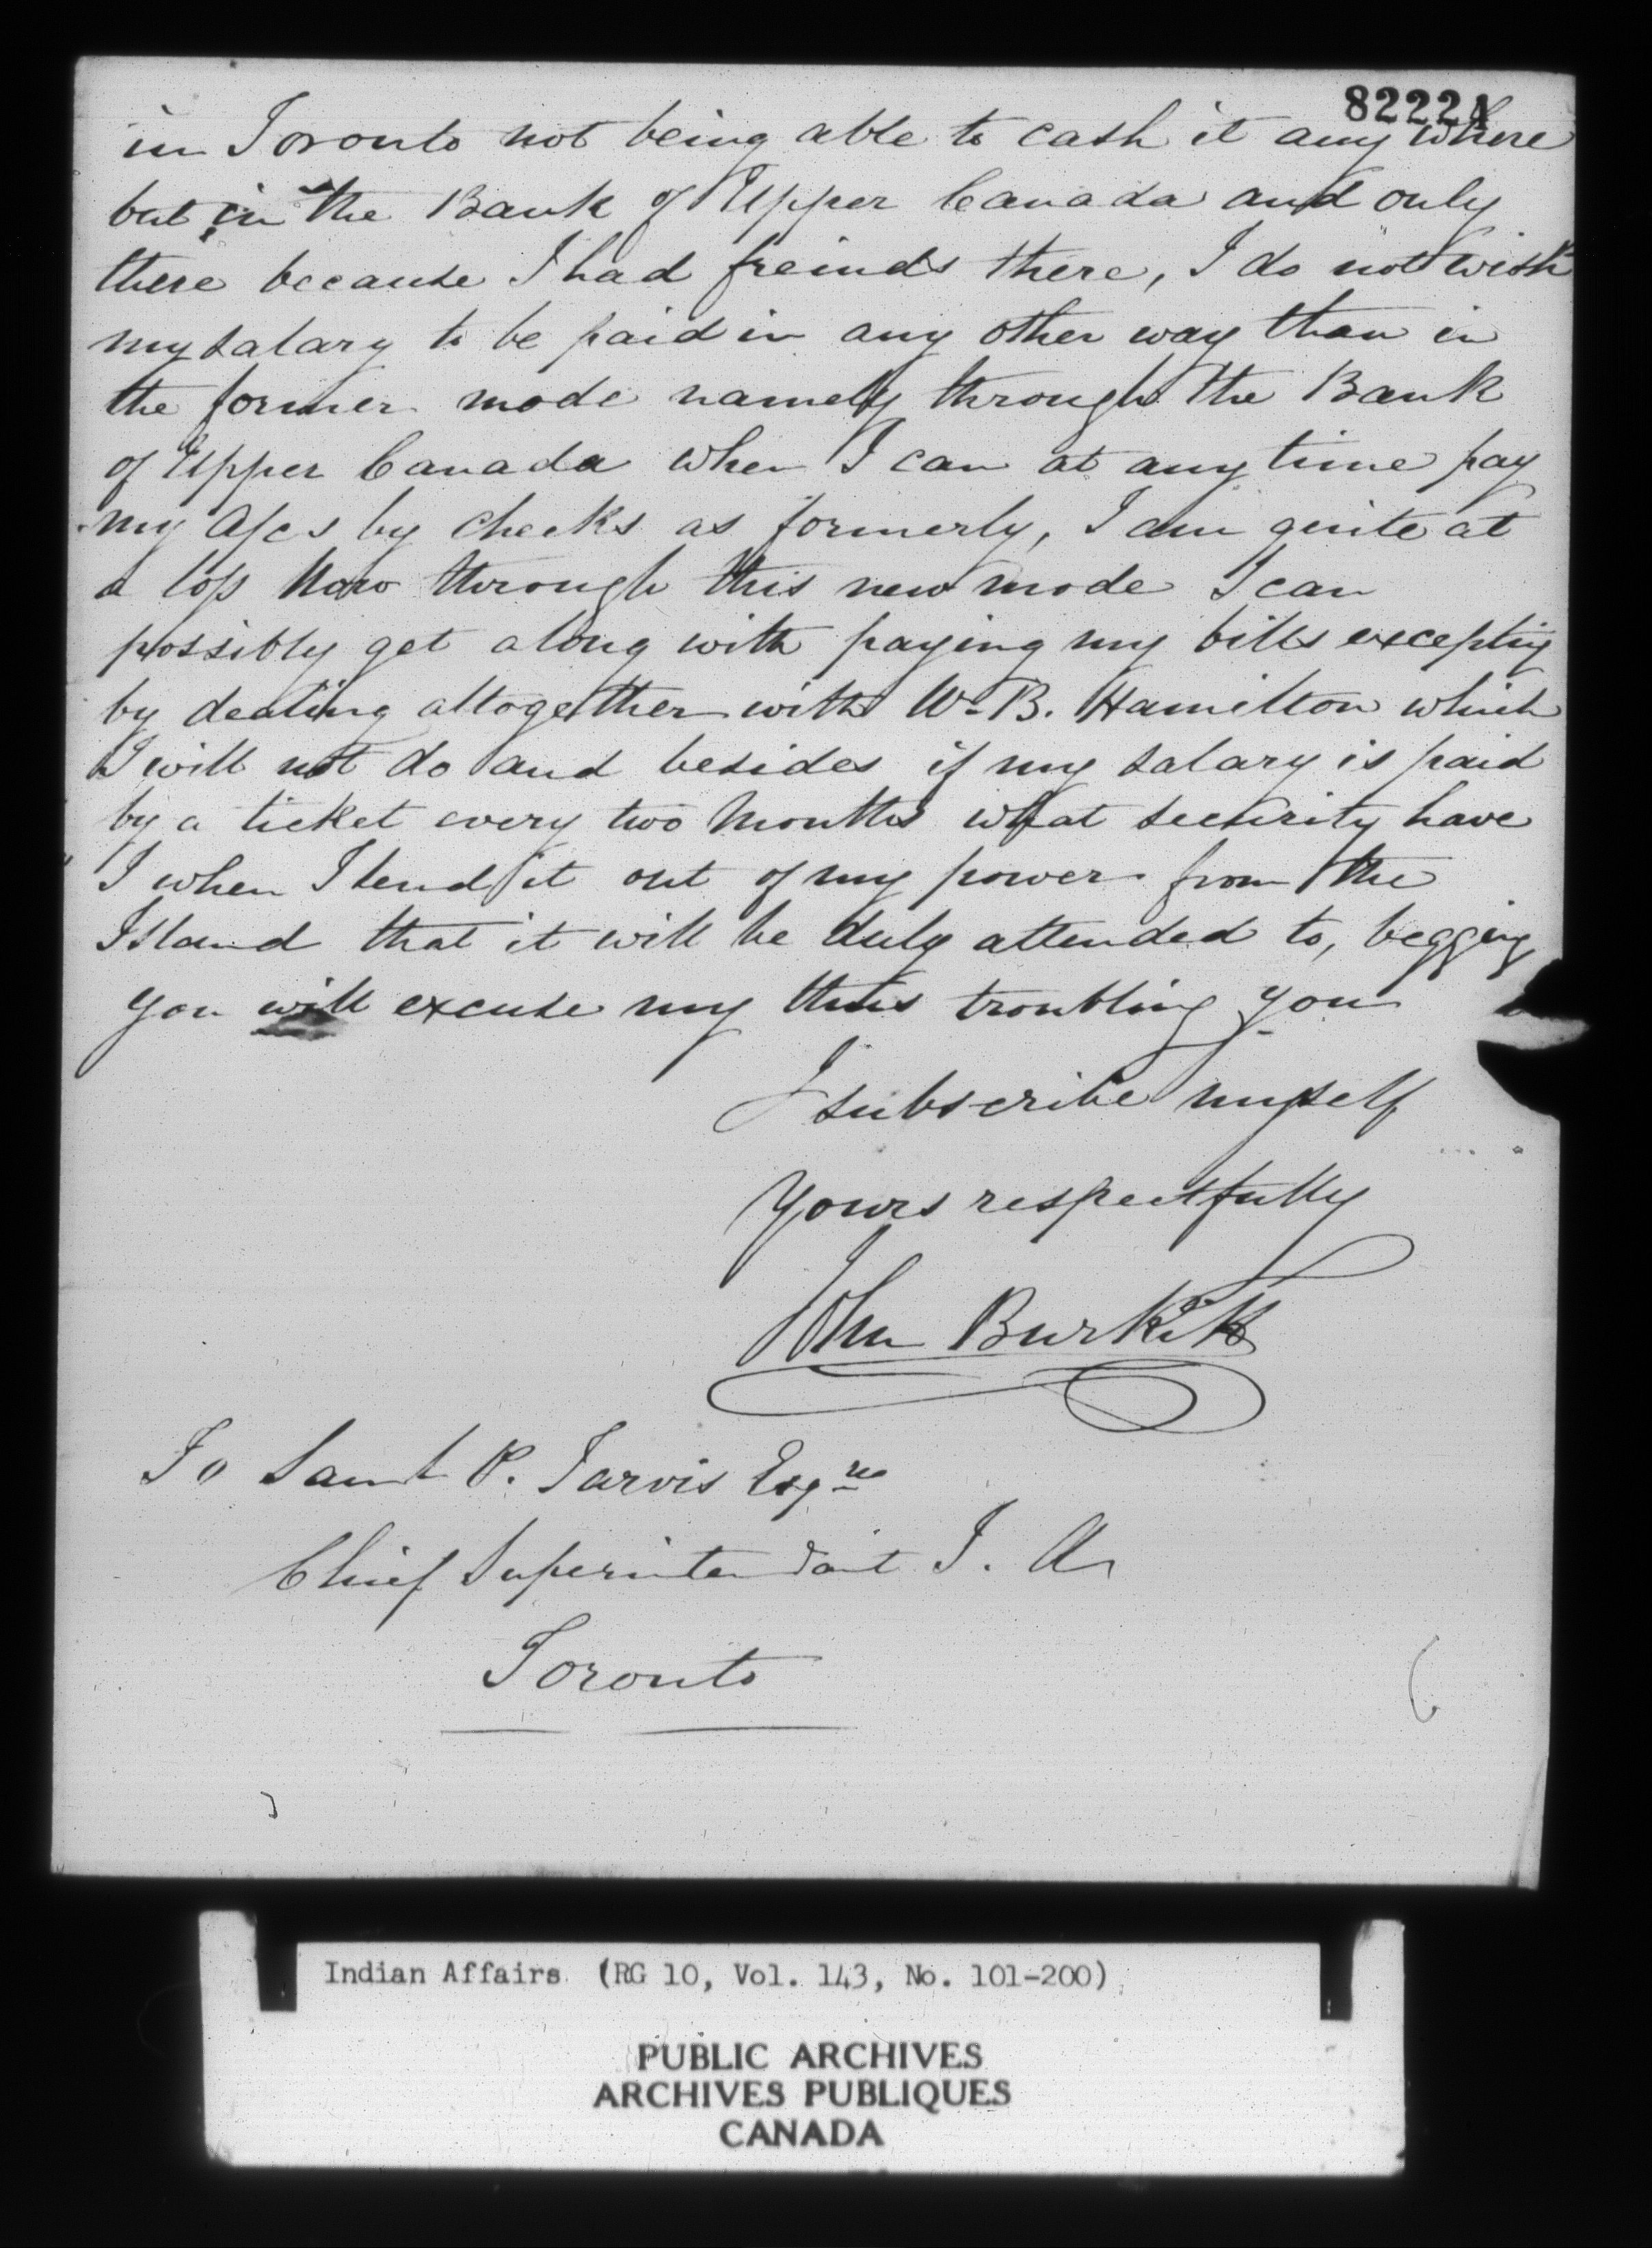 82221
in Toronto not being able to cash it any where
but in the Bank of Upper Canada and only
there because I had freinds there, I do not wish
my salary to be paid in any other way than in
the former mode namely through the Bank
of Upper Canada when I can at any time pay
my a/cs by checks as formerly, I am quite at
a loss how through this new mode I can
possibly get along with paying my bills excepting
by dealing altogether with W. B. Hamilton which
I will not do and besides if my salary is paid
by a ticket every two months what security have
I when I send it out of my power from the
Island that it will be duly attended to, begging
you will excuse my thus troubling you
I subscribe myself
Yours respectfully
John Burkitt
To Saml P. Jarvis Esqre
Chief Superintendant I. A
Toronto
Indian Affairs (RG 10, Vol. 143, No. 101-200)
PUBLIC ARCHIVES
ARCHIVES PUBLIQUES
CANADA